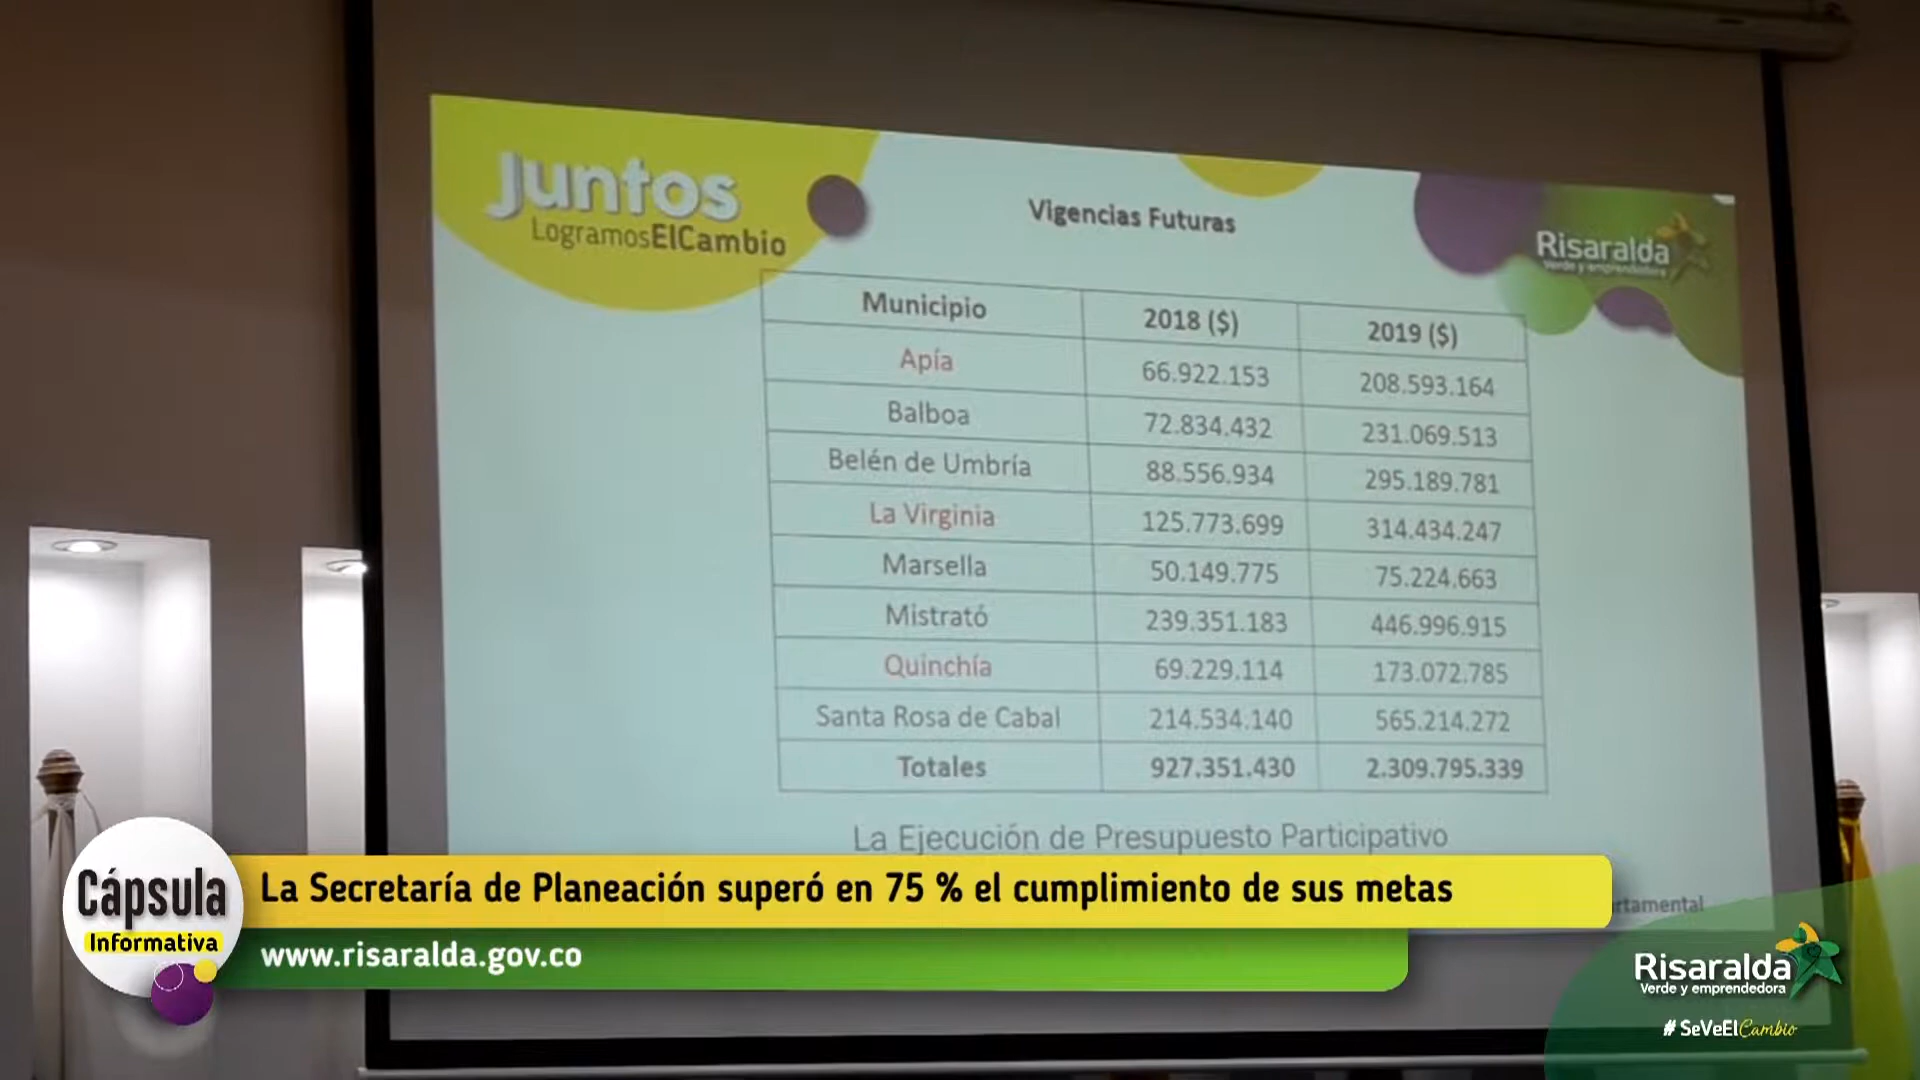 Juntos
LogramosElCambio
Vigencias Futuras
Risaralda
Verde y emprendedora
Municipio 2018 ($) 2019 ($)
Apía 66.922.153 208.593.164
Balboa 72.834.432 231.069.513
Belén de Umbría 88.556.934 295.189.781
La Virginia 125.773.699 314.434.247
Marsella 50.149.775 75.224.663
Mistrató 239.351.183 446.996.915
Quinchía 69.229.114 173.072.785
Santa Rosa de Cabal 214.534.140 565.214.272
Totales 927.351.430 2.309.795.339
La Ejecución de Presupuesto Participativo
Cápsula
Informativa
La Secretaría de Planeación superó en 75 % el cumplimiento de sus metas
www.risaralda.gov.co
Risaralda
Verde y emprendedora
#SeVeElCambio